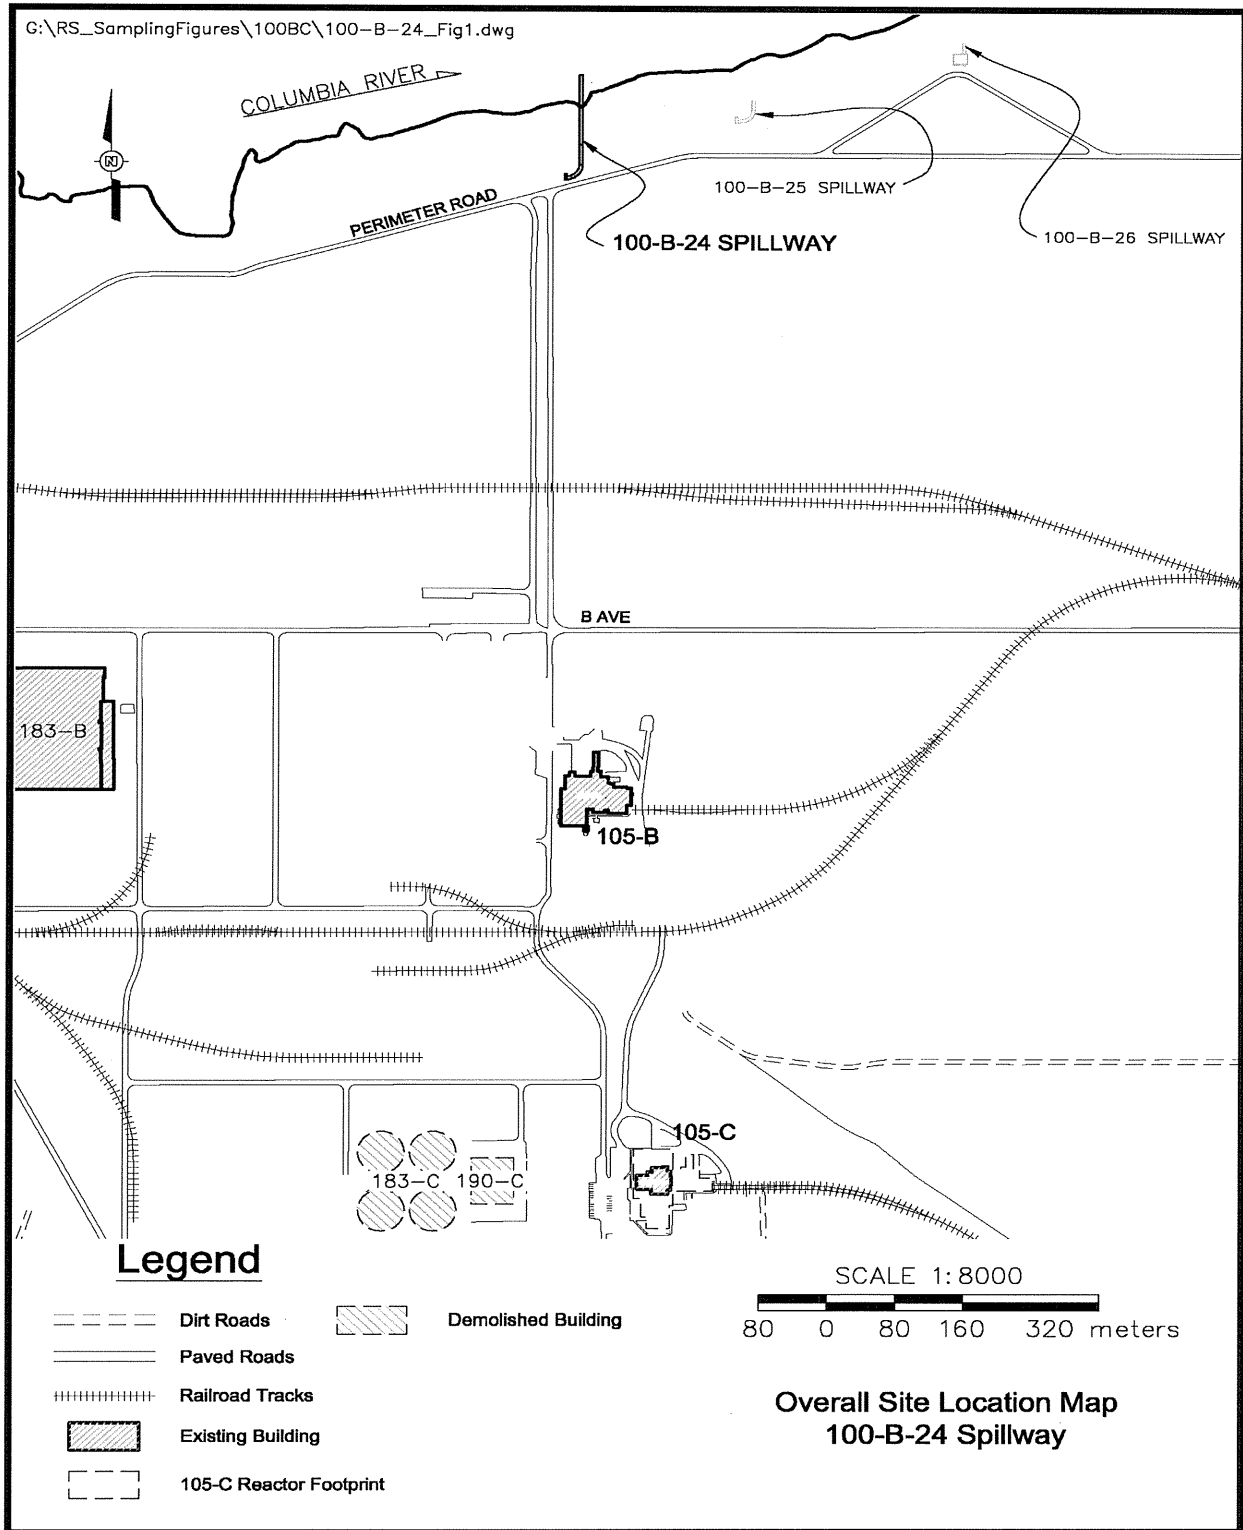 G:\RS_SamplingFigures\100BC\100-B-24_Fig1.dwg
COLUMBIA RIVER
N
PERIMETER ROAD
100-B-25 SPILLWAY
100-B-24 SPILLWAY
100-B-26 SPILLWAY
B AVE
183-B
105-B
105-C
183-C
190-C
Legend
Dirt Roads
Demolished Building
Paved Roads
Railroad Tracks
Existing Building
105-C Reactor Footprint
SCALE 1:8000
80 0 80 160 320 meters
Overall Site Location Map
100-B-24 Spillway